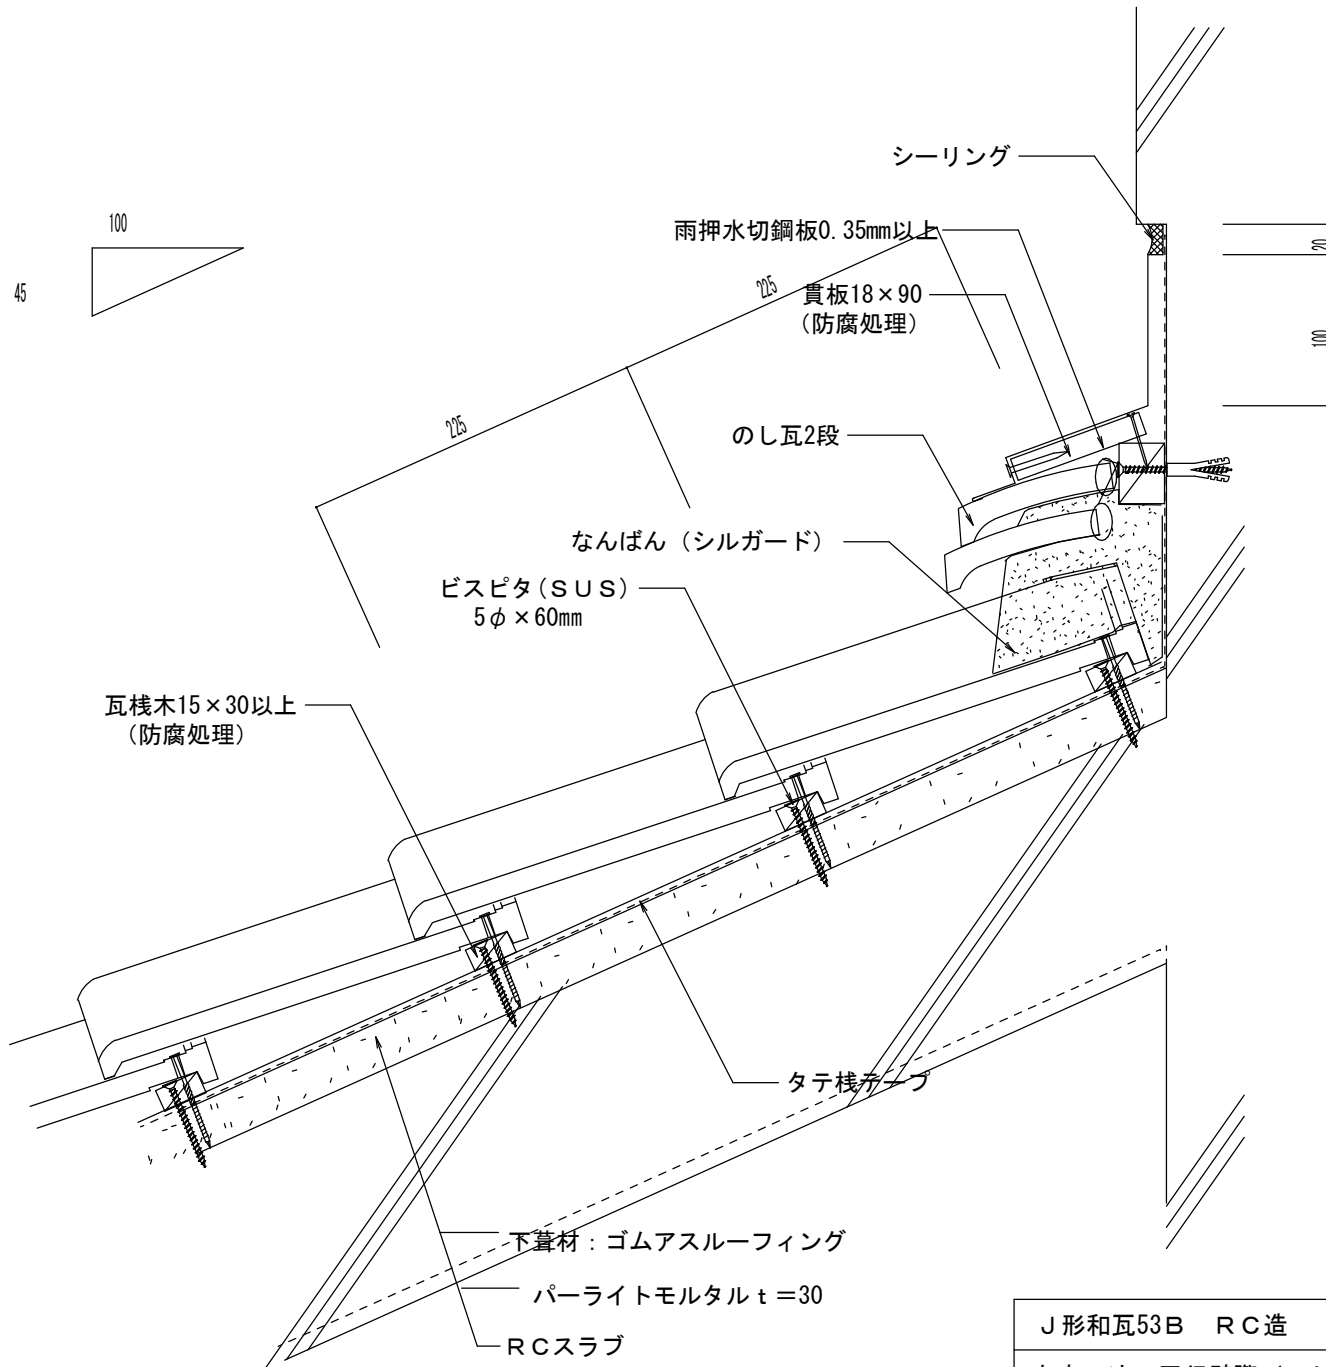 シーリング
100
45
雨押水切鋼板0.35mm以上
20
225
貫板18×90
(防腐処理)
100
225
のし瓦2段
なんばん(シルガード)
ビスピタ(SUS)
5φ×60mm
瓦桟木15×30以上
(防腐処理)
タテ桟テープ
下葺材:ゴムアスルーフィング
パーライトモルタルt=30
RCスラブ
J形和瓦53B RC造